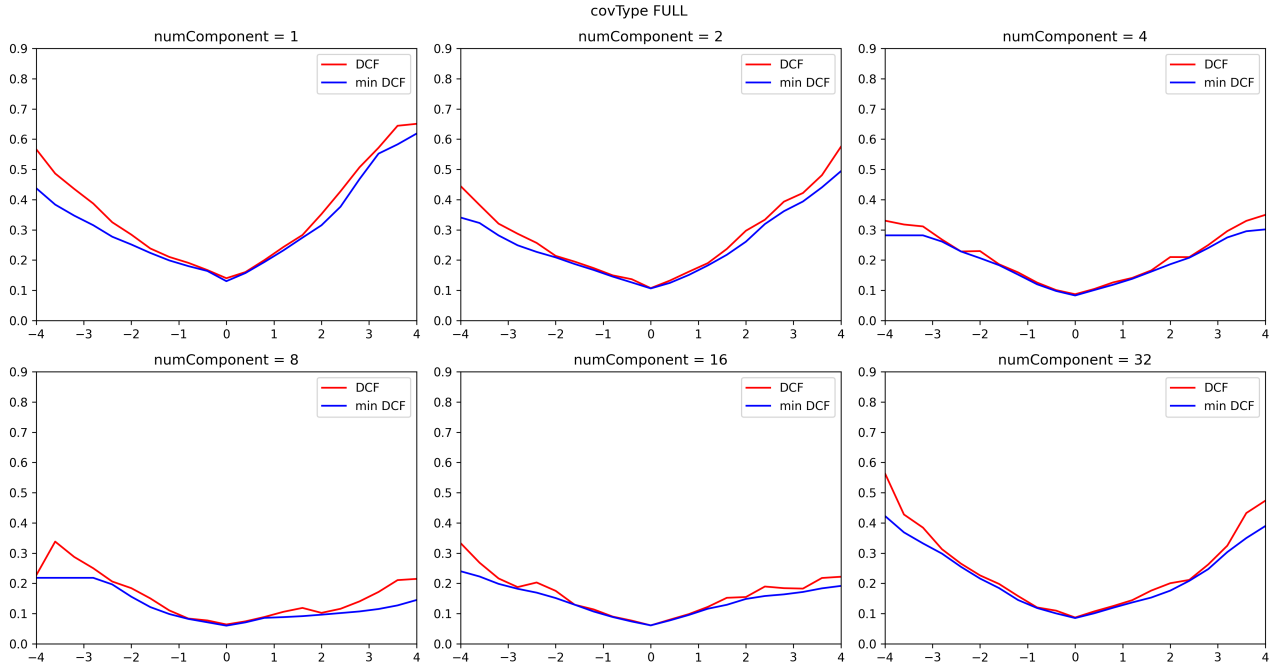 covType FULL
numComponent = 1
0.9
0.8
0.7
0.6
0.5
0.4
0.3
0.2
0.1
0.0
−4 −3 −2 −1 0 1 2 3 4
DCF
min DCF
numComponent = 2
0.9
0.8
0.7
0.6
0.5
0.4
0.3
0.2
0.1
0.0
−4 −3 −2 −1 0 1 2 3 4
DCF
min DCF
numComponent = 4
0.9
0.8
0.7
0.6
0.5
0.4
0.3
0.2
0.1
0.0
−4 −3 −2 −1 0 1 2 3 4
DCF
min DCF
numComponent = 8
0.9
0.8
0.7
0.6
0.5
0.4
0.3
0.2
0.1
0.0
−4 −3 −2 −1 0 1 2 3 4
DCF
min DCF
numComponent = 16
0.9
0.8
0.7
0.6
0.5
0.4
0.3
0.2
0.1
0.0
−4 −3 −2 −1 0 1 2 3 4
DCF
min DCF
numComponent = 32
0.9
0.8
0.7
0.6
0.5
0.4
0.3
0.2
0.1
0.0
−4 −3 −2 −1 0 1 2 3 4
DCF
min DCF